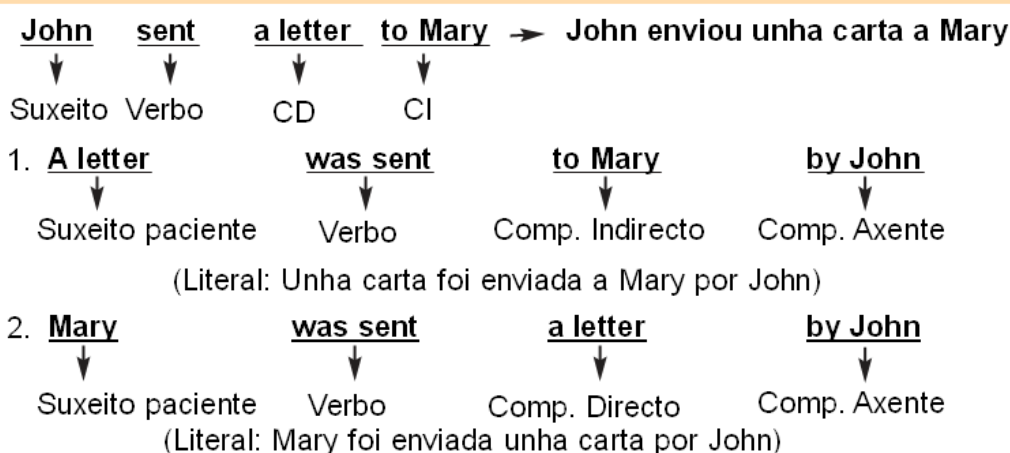 John sent a letter to Mary → John enviou unha carta a Mary
Suxeito Verbo CD CI
1. A letter was sent to Mary by John
Suxeito paciente Verbo Comp. Indirecto Comp. Axente
(Literal: Unha carta foi enviada a Mary por John)
2. Mary was sent a letter by John
Suxeito paciente Verbo Comp. Directo Comp. Axente
(Literal: Mary foi enviada unha carta por John)